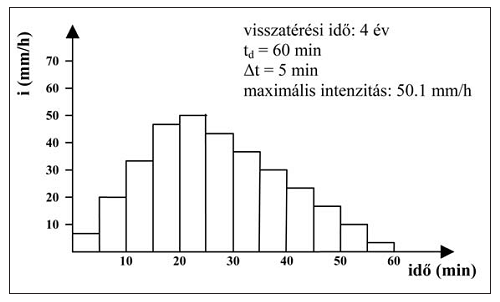 visszatérési idő: 4 év
t_d = 60 min
Δt = 5 min
maximális intenzitás: 50.1 mm/h
i (mm/h)
70
60
50
40
30
20
10
10 20 30 40 50 60
idő (min)